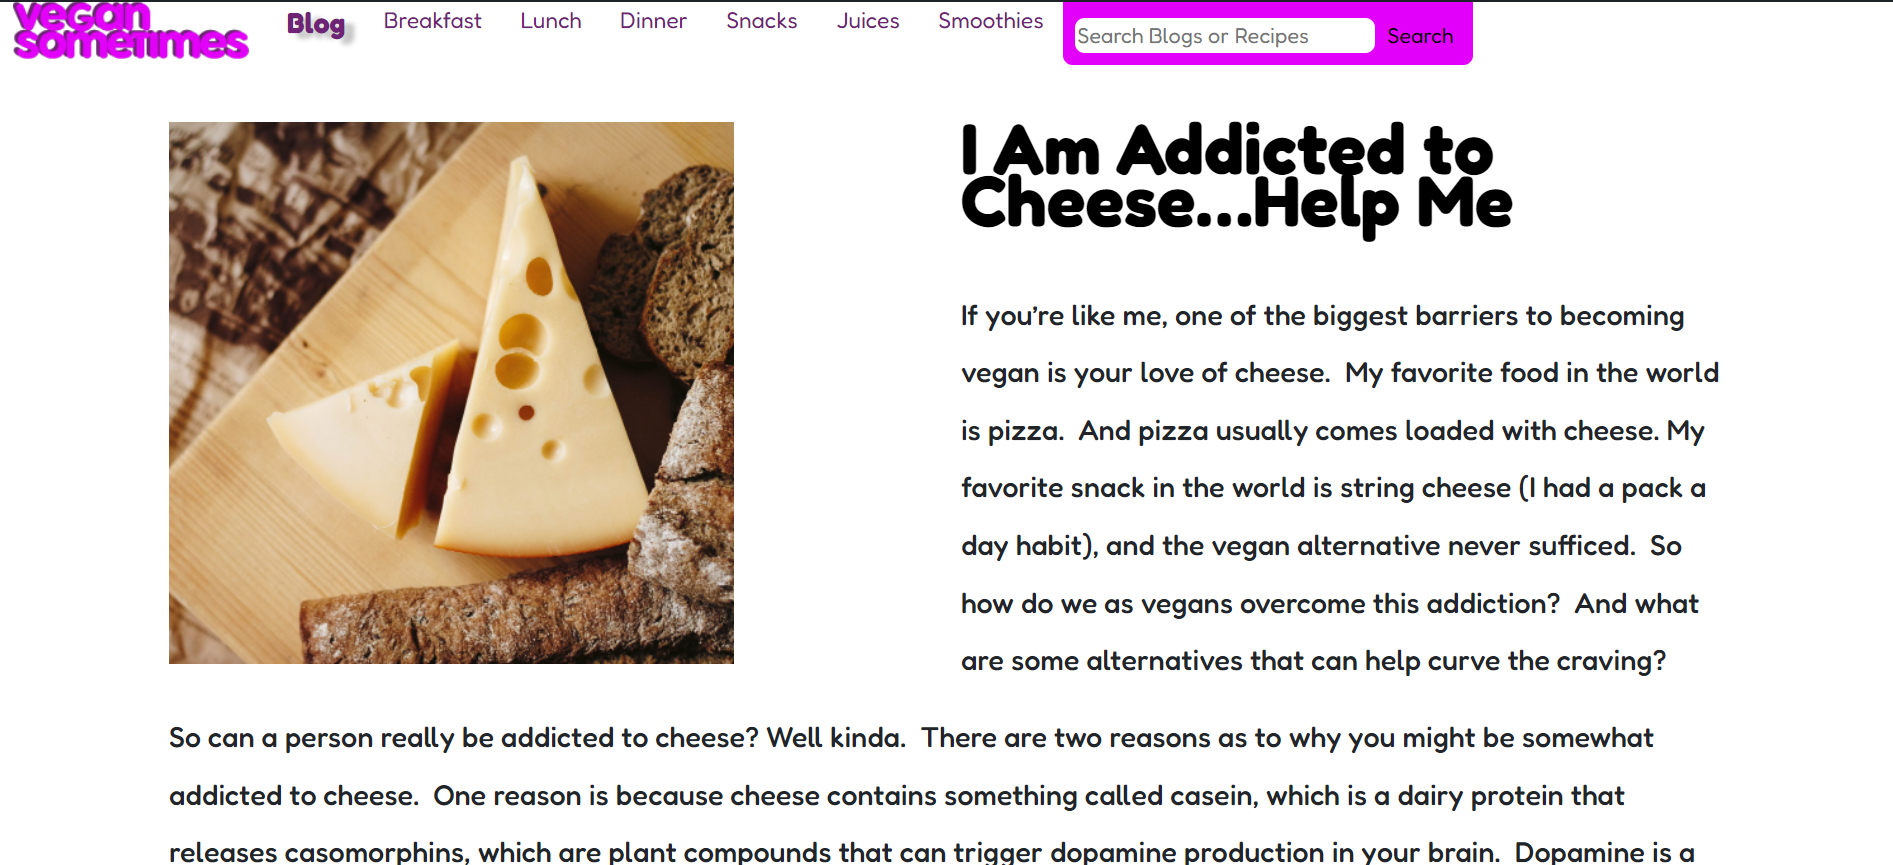 vegan
sometimes
Blog
Breakfast
Lunch
Dinner
Snacks
Juices
Smoothies
Search Blogs or Recipes
Search
I Am Addicted to
Cheese...Help Me
If you’re like me, one of the biggest barriers to becoming
vegan is your love of cheese.  My favorite food in the world
is pizza.  And pizza usually comes loaded with cheese. My
favorite snack in the world is string cheese (I had a pack a
day habit), and the vegan alternative never sufficed.  So
how do we as vegans overcome this addiction?  And what
are some alternatives that can help curve the craving?
So can a person really be addicted to cheese? Well kinda.  There are two reasons as to why you might be somewhat
addicted to cheese.  One reason is because cheese contains something called casein, which is a dairy protein that
releases casomorphins, which are plant compounds that can trigger dopamine production in your brain.  Dopamine is a